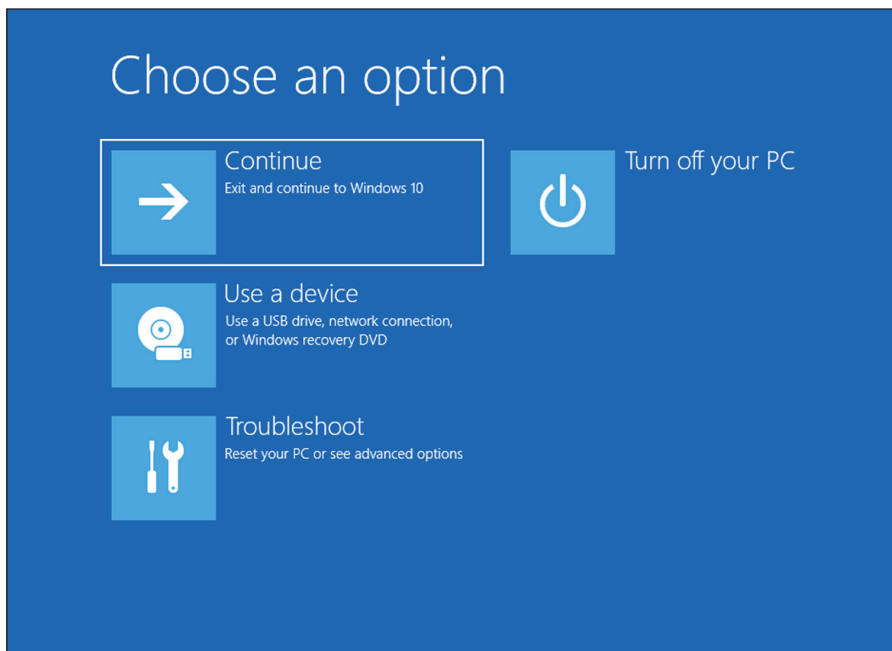 Choose an option
Continue
Exit and continue to Windows 10
Turn off your PC
Use a device
Use a USB drive, network connection,
or Windows recovery DVD
Troubleshoot
Reset your PC or see advanced options